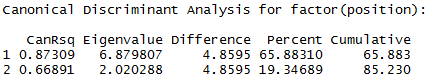 Canonical Discriminant Analysis for factor(position):
CanRsq Eigenvalue Difference Percent Cumulative
1 0.87309 6.879807 4.8595 65.88310 65.883
2 0.66891 2.020288 4.8595 19.34689 85.230